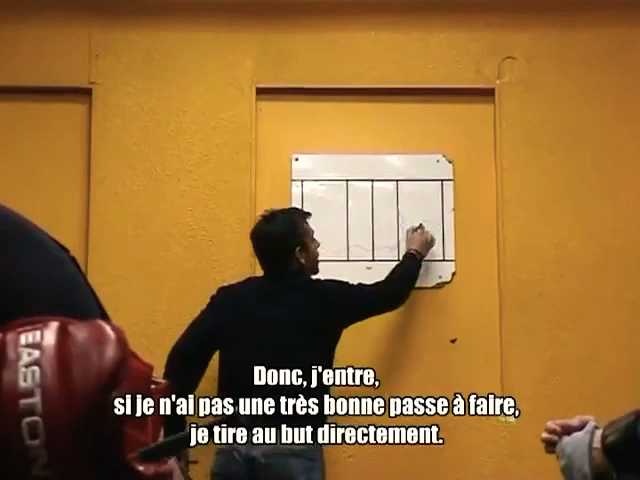 EASTON
Donc, j'entre,
si je n'ai pas une très bonne passe à faire,
je tire au but directement.